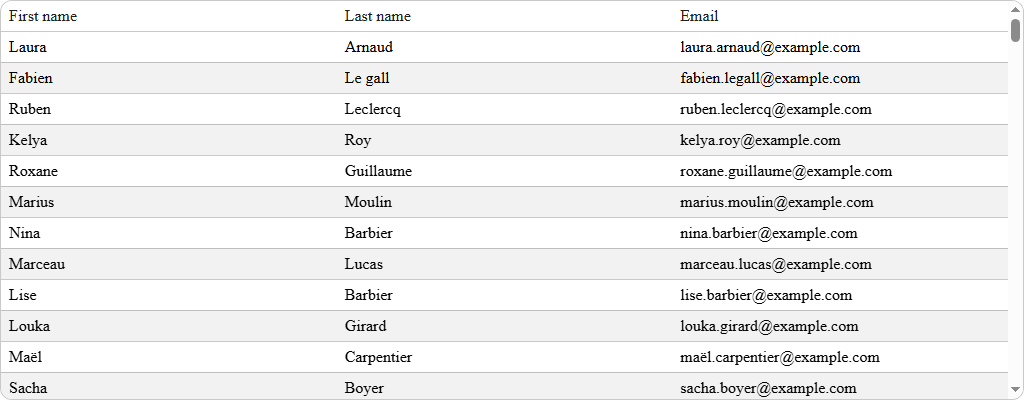 First name Last name Email
Laura Arnaud laura.arnaud@example.com
Fabien Le gall fabien.legall@example.com
Ruben Leclercq ruben.leclercq@example.com
Kelya Roy kelya.roy@example.com
Roxane Guillaume roxane.guillaume@example.com
Marius Moulin marius.moulin@example.com
Nina Barbier nina.barbier@example.com
Marceau Lucas marceau.lucas@example.com
Lise Barbier lise.barbier@example.com
Louka Girard louka.girard@example.com
Maël Carpentier maël.carpentier@example.com
Sacha Boyer sacha.boyer@example.com